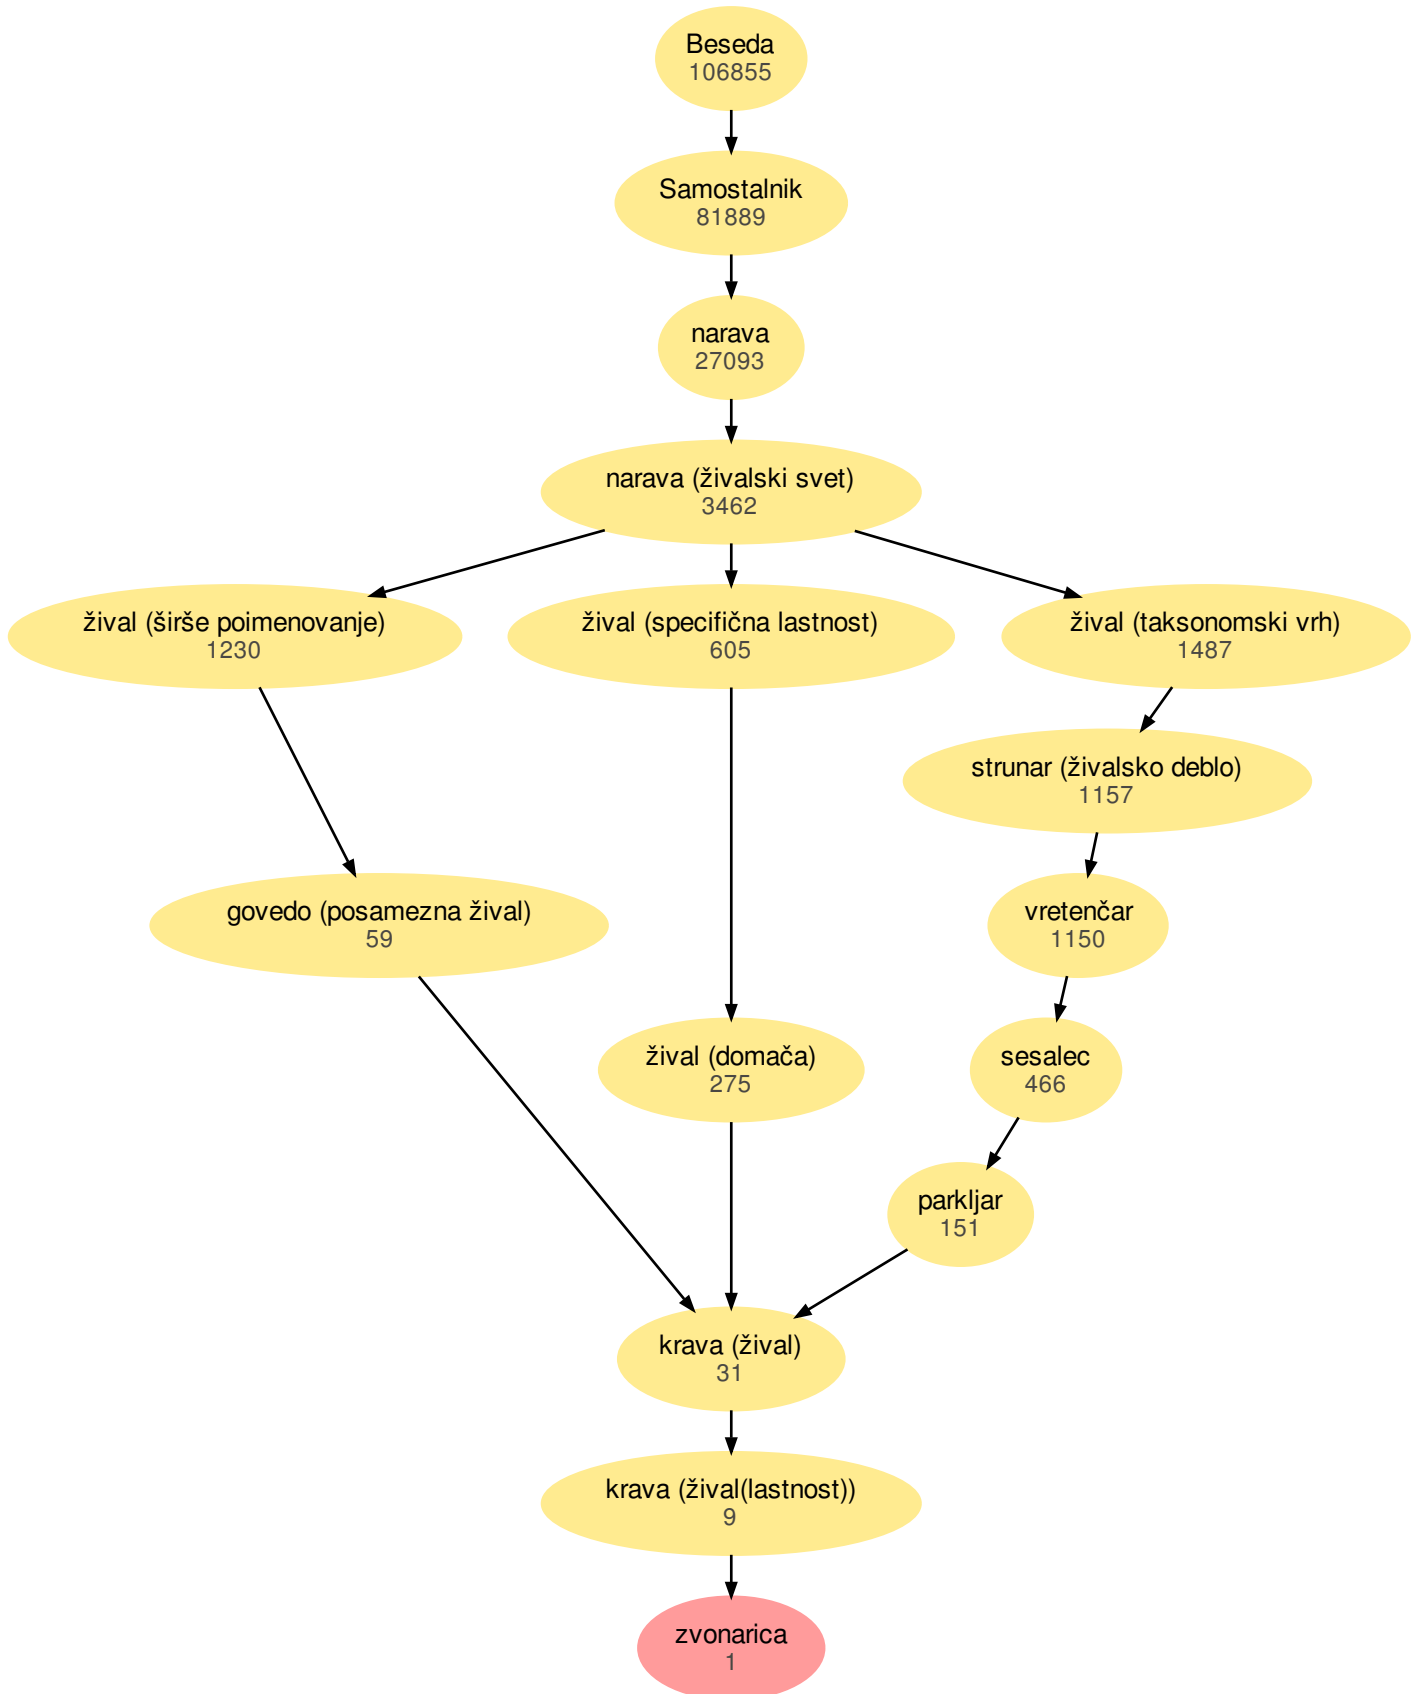 Beseda
106855
Samostalnik
81889
narava
27093
narava (živalski svet)
3462
žival (širše poimenovanje)
1230
žival (specifična lastnost)
605
žival (taksonomski vrh)
1487
strunar (živalsko deblo)
1157
govedo (posamezna žival)
59
vretenčar
1150
žival (domača)
275
sesalec
466
parkljar
151
krava (žival)
31
krava (žival(lastnost))
9
zvonarica
1